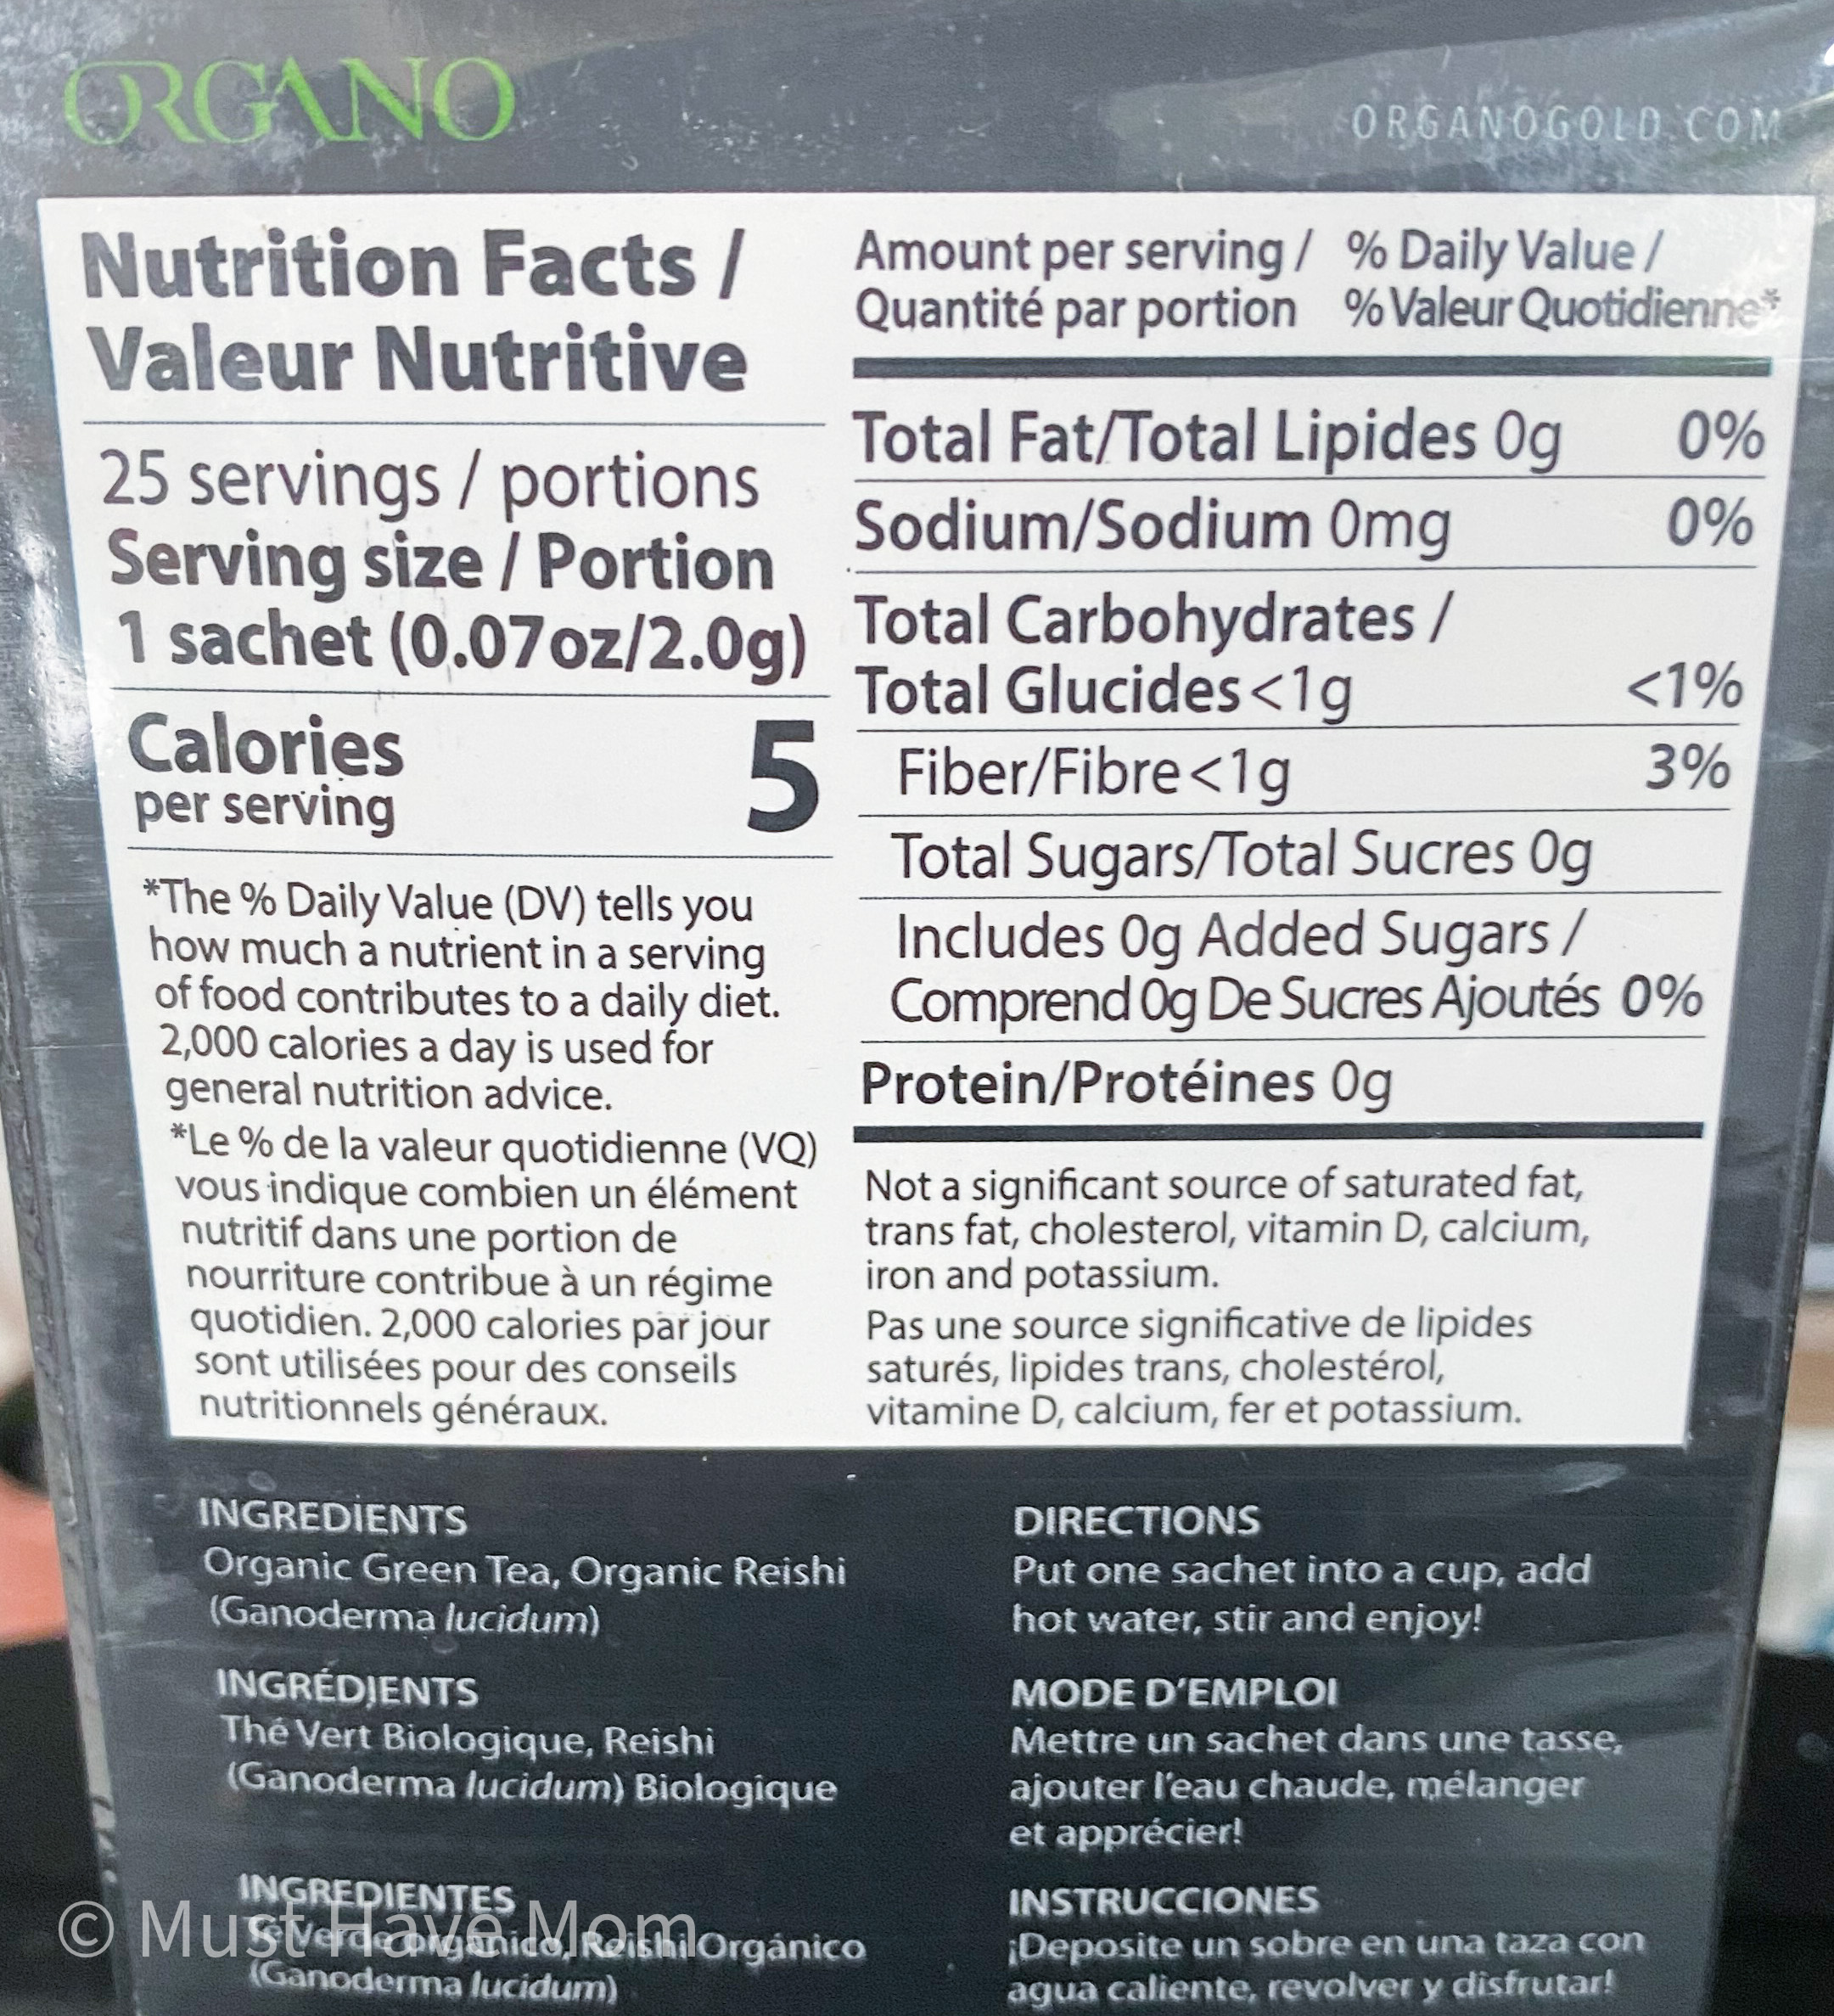 ORGANO
ORGANOGOLD.COM
Nutrition Facts /
Valeur Nutritive
25 servings / portions
Serving size / Portion
1 sachet (0.07oz/2.0g)
Calories 5
per serving
*The % Daily Value (DV) tells you
how much a nutrient in a serving
of food contributes to a daily diet.
2,000 calories a day is used for
general nutrition advice.
*Le % de la valeur quotidienne (VQ)
vous indique combien un élément
nutritif dans une portion de
nourriture contribue à un régime
quotidien. 2,000 calories par jour
sont utilisées pour des conseils
nutritionnels généraux.
Amount per serving / % Daily Value /
Quantité par portion % Valeur Quotidienne*
Total Fat/Total Lipides 0g 0%
Sodium/Sodium 0mg 0%
Total Carbohydrates /
Total Glucides<1g <1%
Fiber/Fibre<1g 3%
Total Sugars/Total Sucres 0g
Includes 0g Added Sugars /
Comprend 0g De Sucres Ajoutés 0%
Protein/Protéines 0g
Not a significant source of saturated fat,
trans fat, cholesterol, vitamin D, calcium,
iron and potassium.
Pas une source significative de lipides
saturés, lipides trans, cholestérol,
vitamine D, calcium, fer et potassium.
INGREDIENTS
Organic Green Tea, Organic Reishi
(Ganoderma lucidum)
INGRÉDIENTS
Thé Vert Biologique, Reishi
(Ganoderma lucidum) Biologique
INGREDIENTES
Té Verde orgánico, Reishi Orgánico
(Ganoderma lucidum)
DIRECTIONS
Put one sachet into a cup, add
hot water, stir and enjoy!
MODE D'EMPLOI
Mettre un sachet dans une tasse,
ajouter l'eau chaude, mélanger
et apprécier!
INSTRUCCIONES
¡Deposite un sobre en una taza con
agua caliente, revolver y disfrutar!
© Must Have Mom